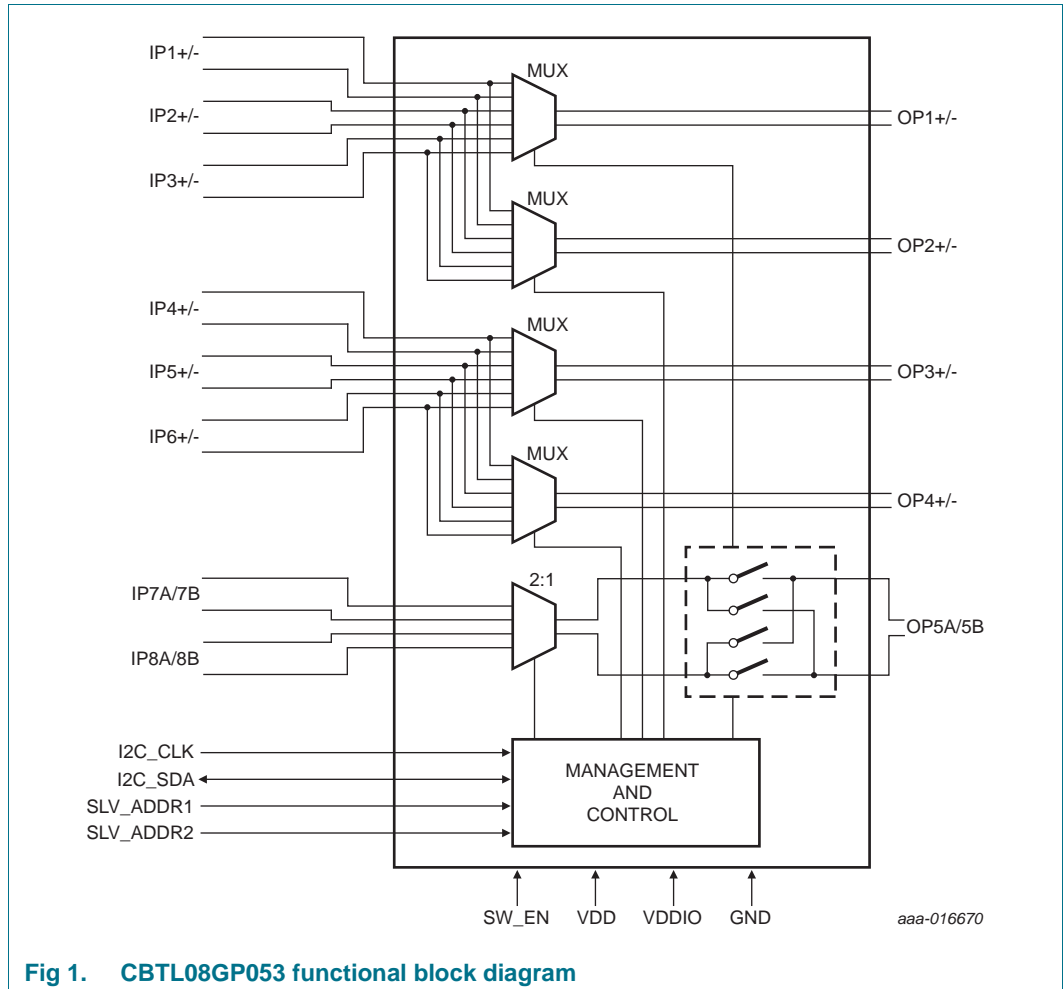 IP1+/-
MUX
IP2+/-
OP1+/-
IP3+/-
MUX
OP2+/-
IP4+/-
MUX
IP5+/-
OP3+/-
IP6+/-
MUX
OP4+/-
2:1
IP7A/7B
OP5A/5B
IP8A/8B
I2C_CLK
I2C_SDA
SLV_ADDR1
SLV_ADDR2
MANAGEMENT
AND
CONTROL
SW_EN VDD VDDIO GND
aaa-016670
Fig 1. CBTL08GP053 functional block diagram